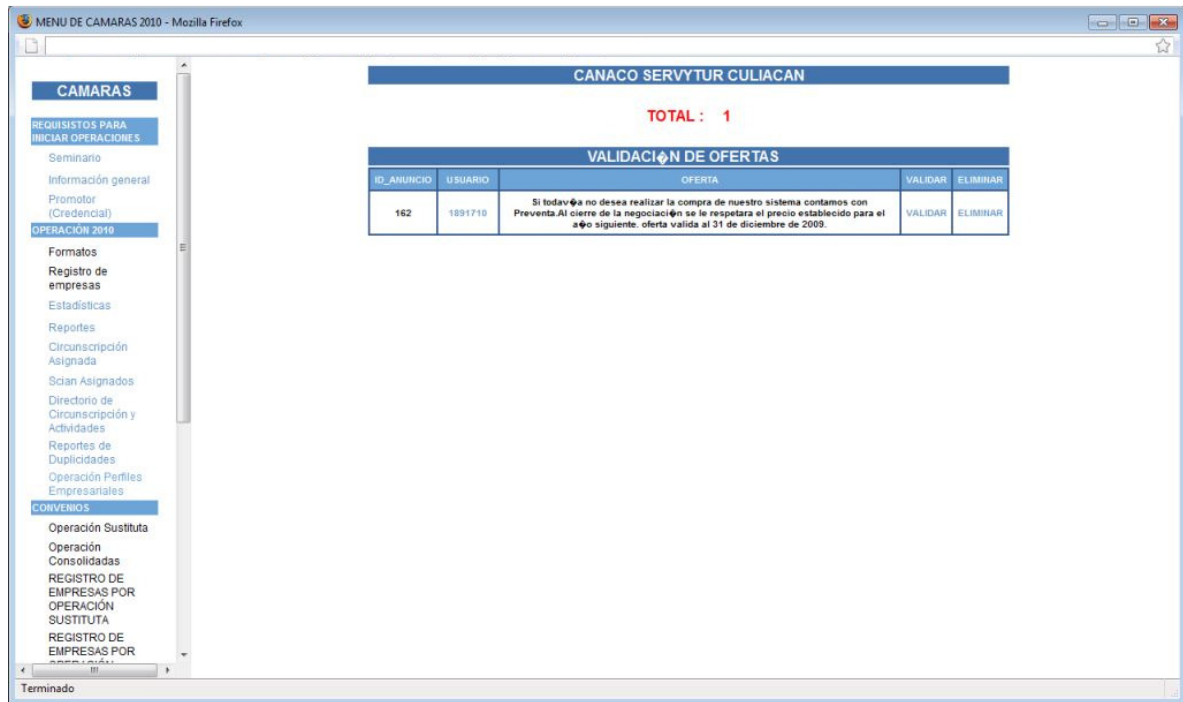 MENU DE CAMARAS 2010 - Mozilla Firefox
CAMARAS
REQUISISTOS PARA
INICIAR OPERACIONES
Seminario
Información general
Promotor
(Credencial)
OPERACIÓN 2010
Formatos
Registro de
empresas
Estadísticas
Reportes
Circunscripción
Asignada
Scian Asignados
Directorio de
Circunscripción y
Actividades
Reportes de
Duplicidades
Operación Perfiles
Empresariales
CONVENIOS
Operación Sustituta
Operación
Consolidadas
REGISTRO DE
EMPRESAS POR
OPERACIÓN
SUSTITUTA
REGISTRO DE
EMPRESAS POR
OPERACIÓN
CANACO SERVYTUR CULIACAN
TOTAL : 1
VALIDACI�N DE OFERTAS
ID_ANUNCIO USUARIO OFERTA VALIDAR ELIMINAR
162 1891710
Si todav�a no desea realizar la compra de nuestro sistema contamos con
Preventa.Al cierre de la negociaci�n se le respetara el precio establecido para el
a�o siguiente. oferta valida al 31 de diciembre de 2009.
VALIDAR ELIMINAR
Terminado